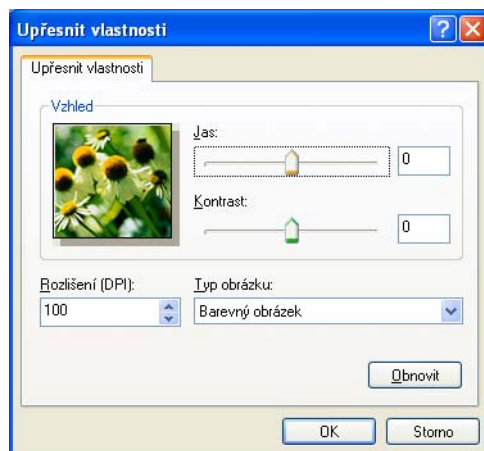 Upřesnit vlastnosti
Upřesnit vlastnosti
Vzhled
Jas:
0
Kontrast:
0
Rozlišení (DPI):
Typ obrázku:
100
Barevný obrázek
Obnovit
OK
Storno